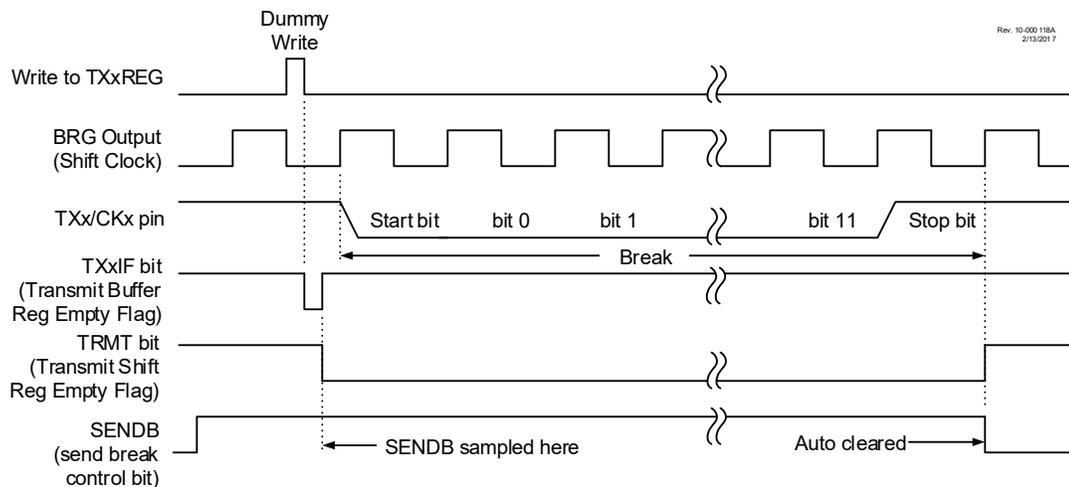 Dummy
Write
Rev. 10-000 118A
2/13/201 7
Write to TXxREG
BRG Output
(Shift Clock)
TXx/CKx pin
Start bit
bit 0
bit 1
bit 11
Stop bit
Break
TXxIF bit
(Transmit Buffer
Reg Empty Flag)
TRMT bit
(Transmit Shift
Reg Empty Flag)
SENDB
(send break
control bit)
SENDB sampled here
Auto cleared